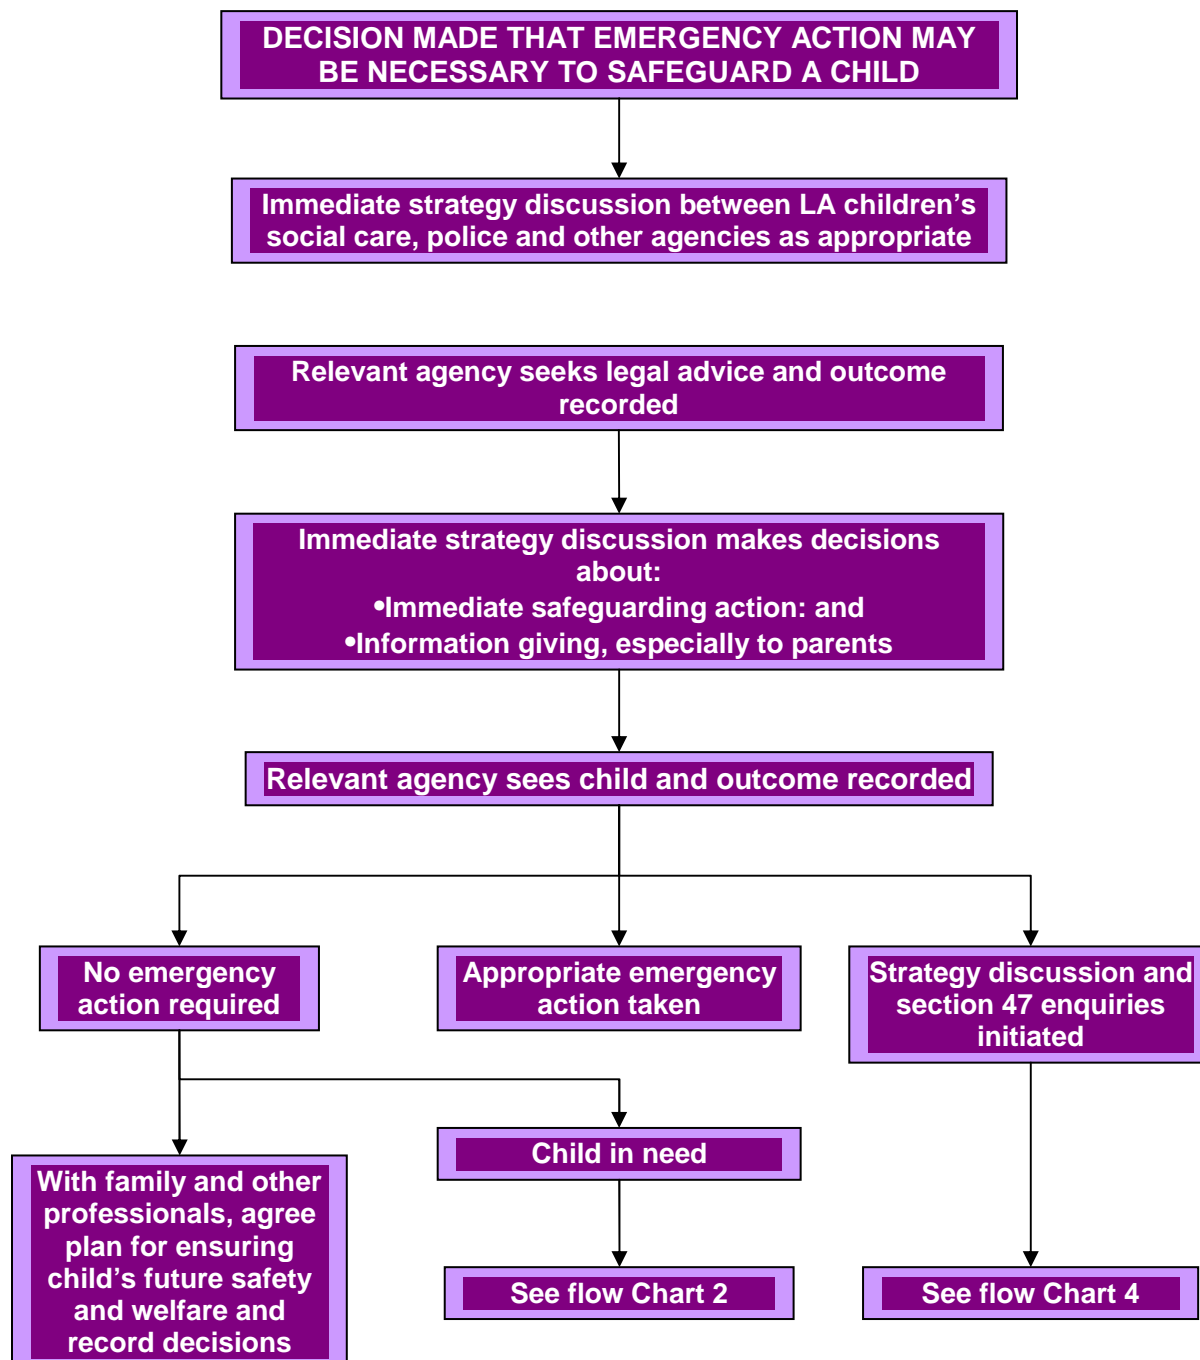 DECISION MADE THAT EMERGENCY ACTION MAY
BE NECESSARY TO SAFEGUARD A CHILD
Immediate strategy discussion between LA children’s
social care, police and other agencies as appropriate
Relevant agency seeks legal advice and outcome
recorded
Immediate strategy discussion makes decisions
about:
•Immediate safeguarding action: and
•Information giving, especially to parents
Relevant agency sees child and outcome recorded
No emergency
action required
Appropriate emergency
action taken
Strategy discussion and
section 47 enquiries
initiated
Child in need
With family and other
professionals, agree
plan for ensuring
child’s future safety
and welfare and
record decisions
See flow Chart 2
See flow Chart 4